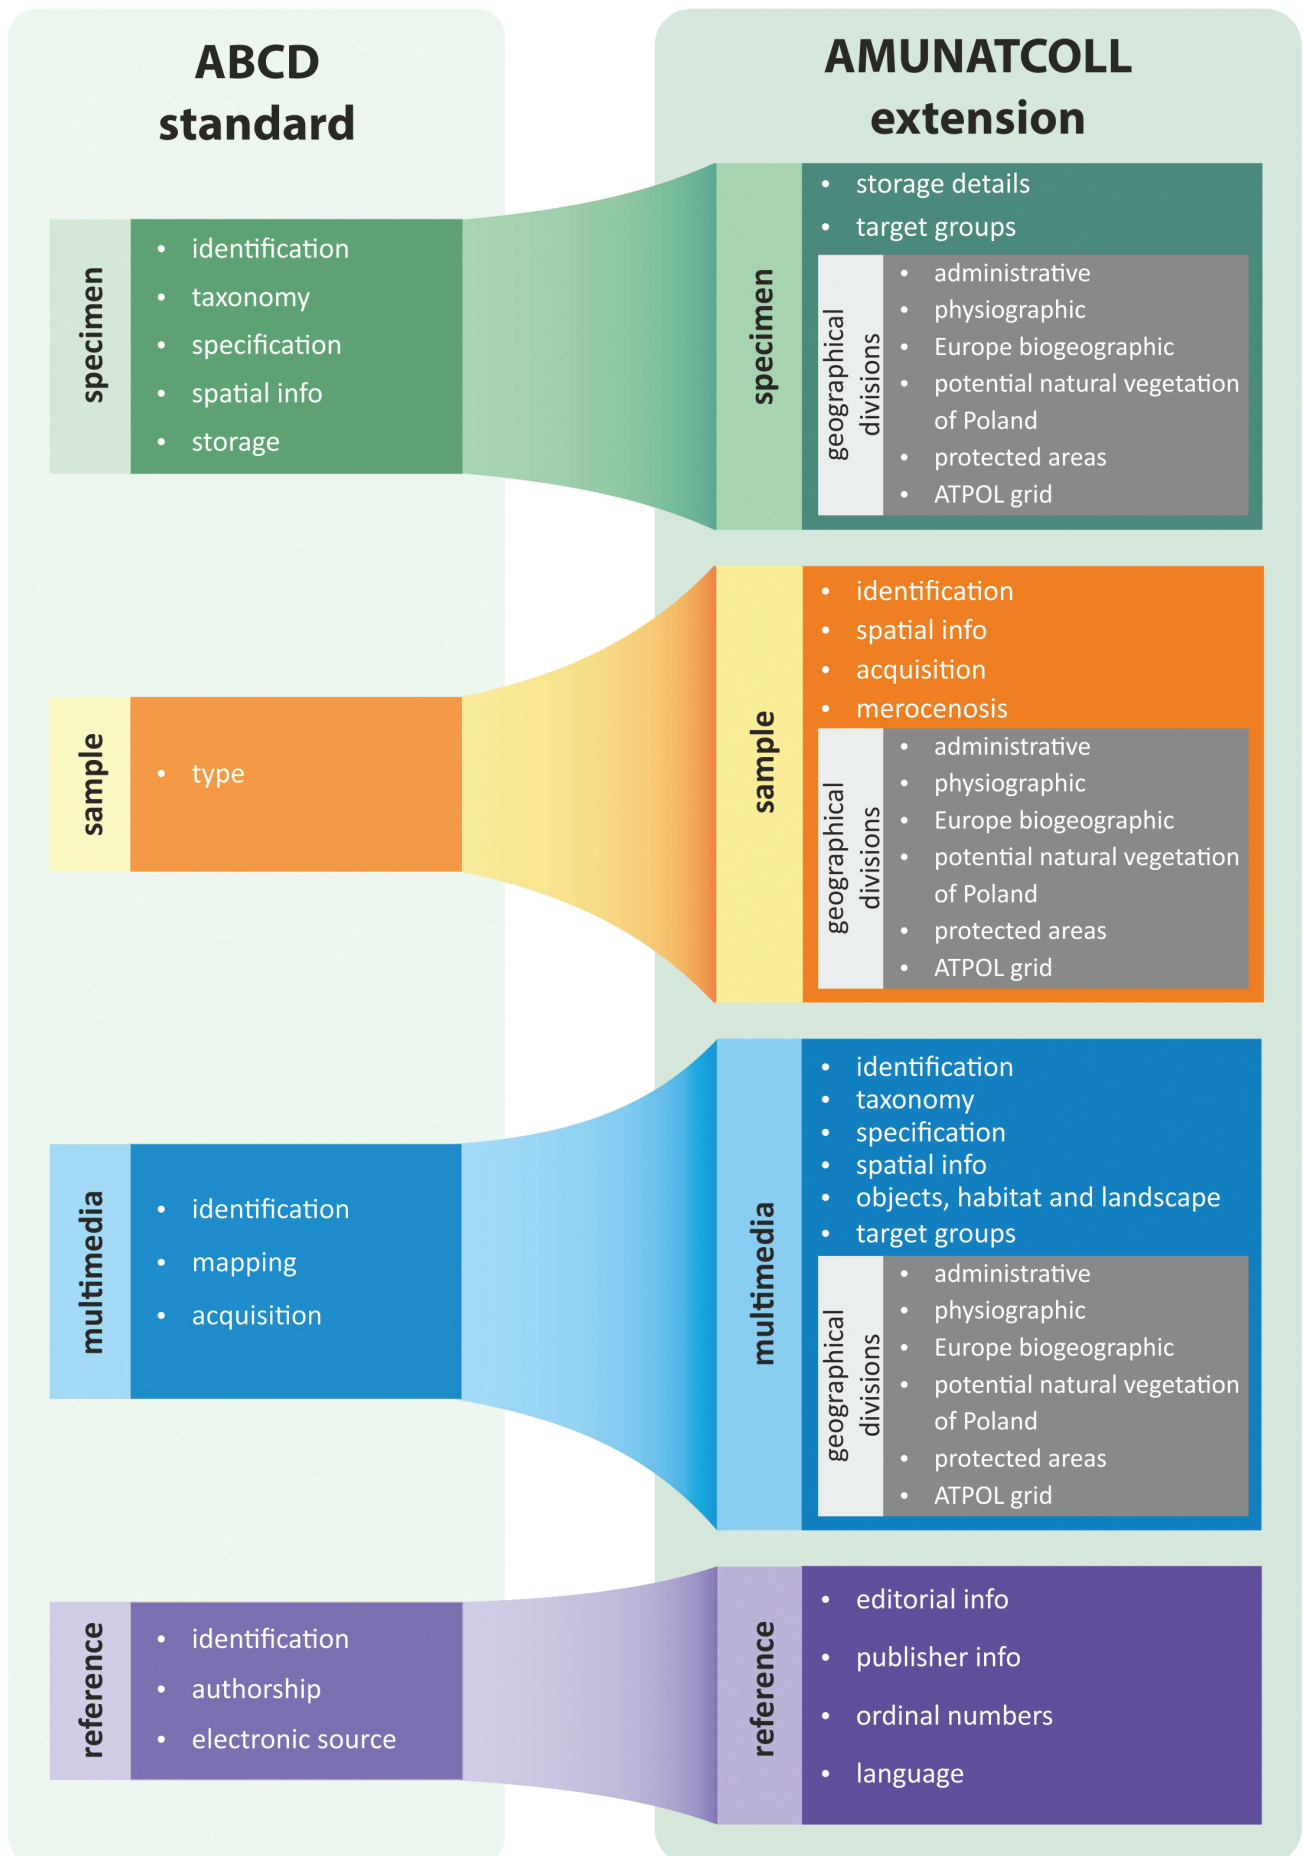 ABCD
standard
specimen
• identification
• taxonomy
• specification
• spatial info
• storage
sample
• type
multimedia
• identification
• mapping
• acquisition
reference
• identification
• authorship
• electronic source
AMUNATCOLL
extension
specimen
• storage details
• target groups
geographical
divisions
• administrative
• physiographic
• Europe biogeographic
• potential natural vegetation
of Poland
• protected areas
• ATPOL grid
sample
• identification
• spatial info
• acquisition
• merocenosis
geographical
divisions
• administrative
• physiographic
• Europe biogeographic
• potential natural vegetation
of Poland
• protected areas
• ATPOL grid
multimedia
• identification
• taxonomy
• specification
• spatial info
• objects, habitat and landscape
• target groups
geographical
divisions
• administrative
• physiographic
• Europe biogeographic
• potential natural vegetation
of Poland
• protected areas
• ATPOL grid
reference
• editorial info
• publisher info
• ordinal numbers
• language